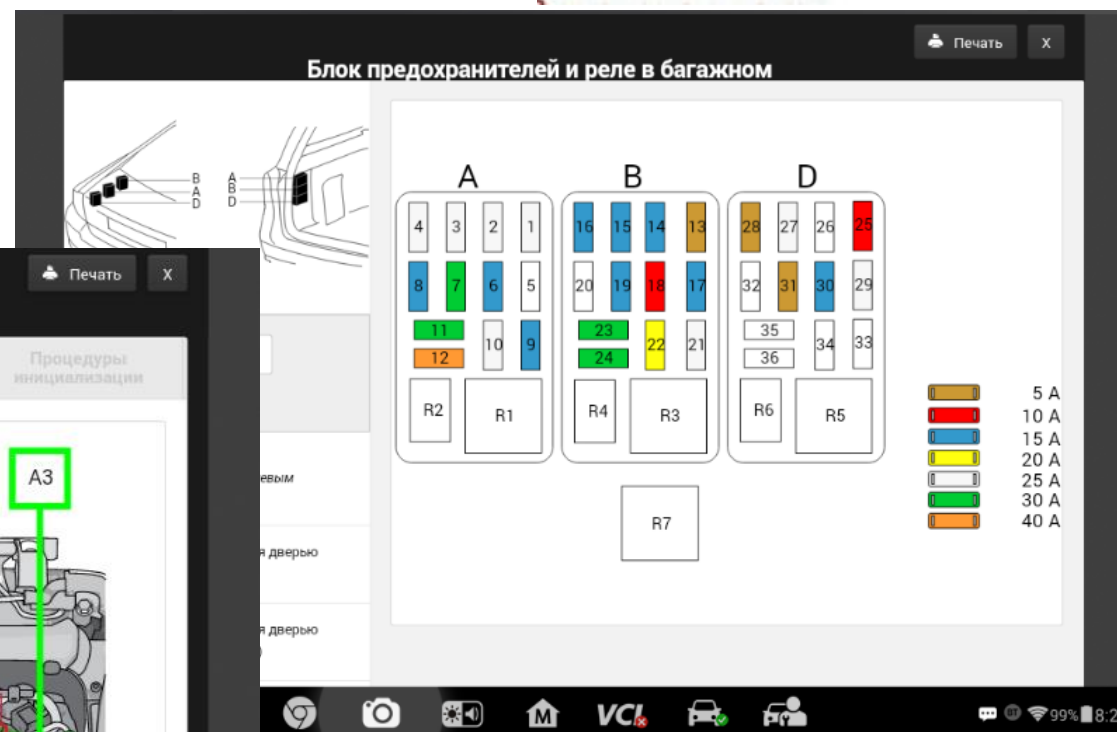 Печать X
Блок предохранителей и реле в багажном
B
A
D
A
B
D
A B D
4 3 2 1 16 15 14 13 28 27 26 25
8 7 6 5 20 19 18 17 32 31 30 29
11 10 9 23 22 21 35 34 33
12 24 36
R2 R1 R4 R3 R6 R5
R7
5 A
10 A
15 A
20 A
25 A
30 A
40 A
Печать X
Процедуры
инициализации
A3
евым
я дверью
я дверью
)
M VCI BT 99% 8:2